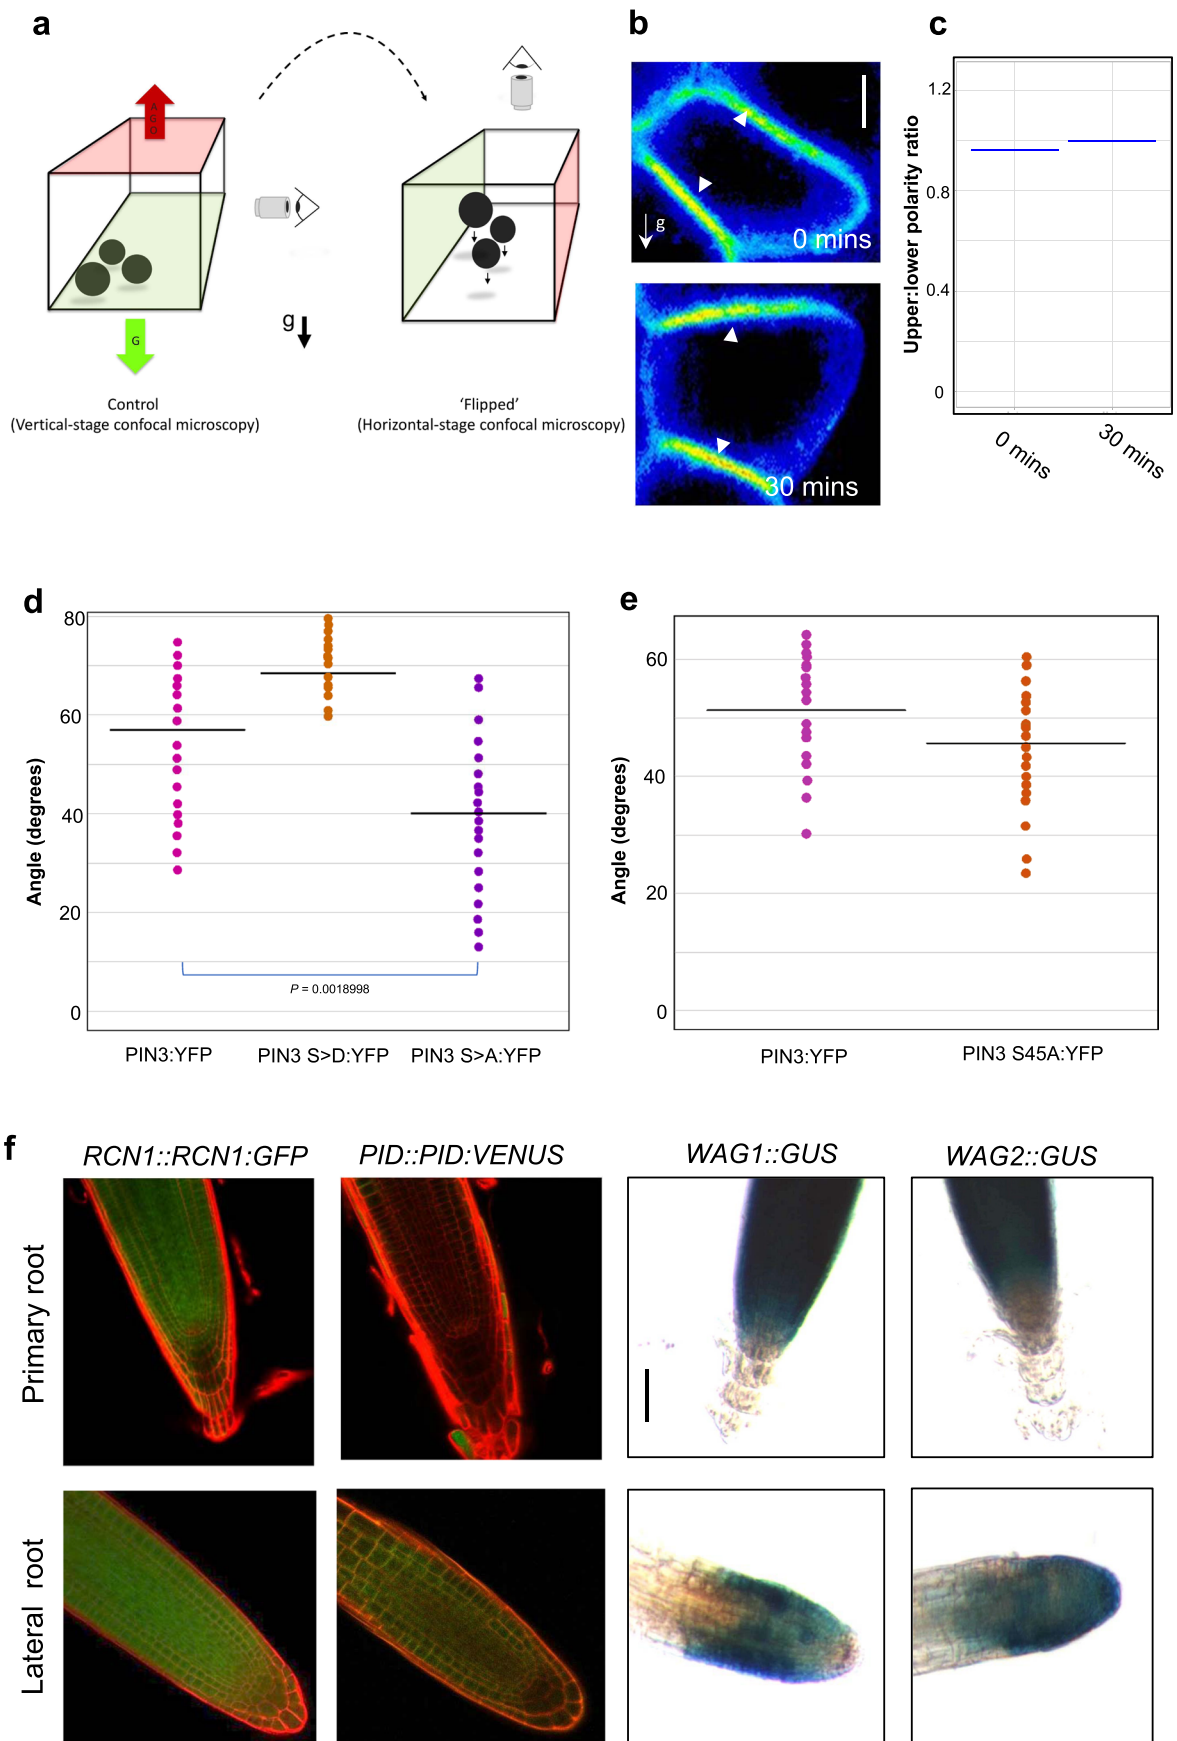 a
b
c
AGO
G
g
Control
(Vertical-stage confocal microscopy)
'Flipped'
(Horizontal-stage confocal microscopy)
g
0 mins
30 mins
Upper:lower polarity ratio
1.2
0.8
0.4
0
0 mins
30 mins
d
Angle (degrees)
80
60
40
20
0
P = 0.0018998
PIN3:YFP
PIN3 S>D:YFP
PIN3 S>A:YFP
e
Angle (degrees)
60
40
20
0
PIN3:YFP
PIN3 S45A:YFP
f
RCN1::RCN1:GFP
PID::PID:VENUS
WAG1::GUS
WAG2::GUS
Primary root
Lateral root